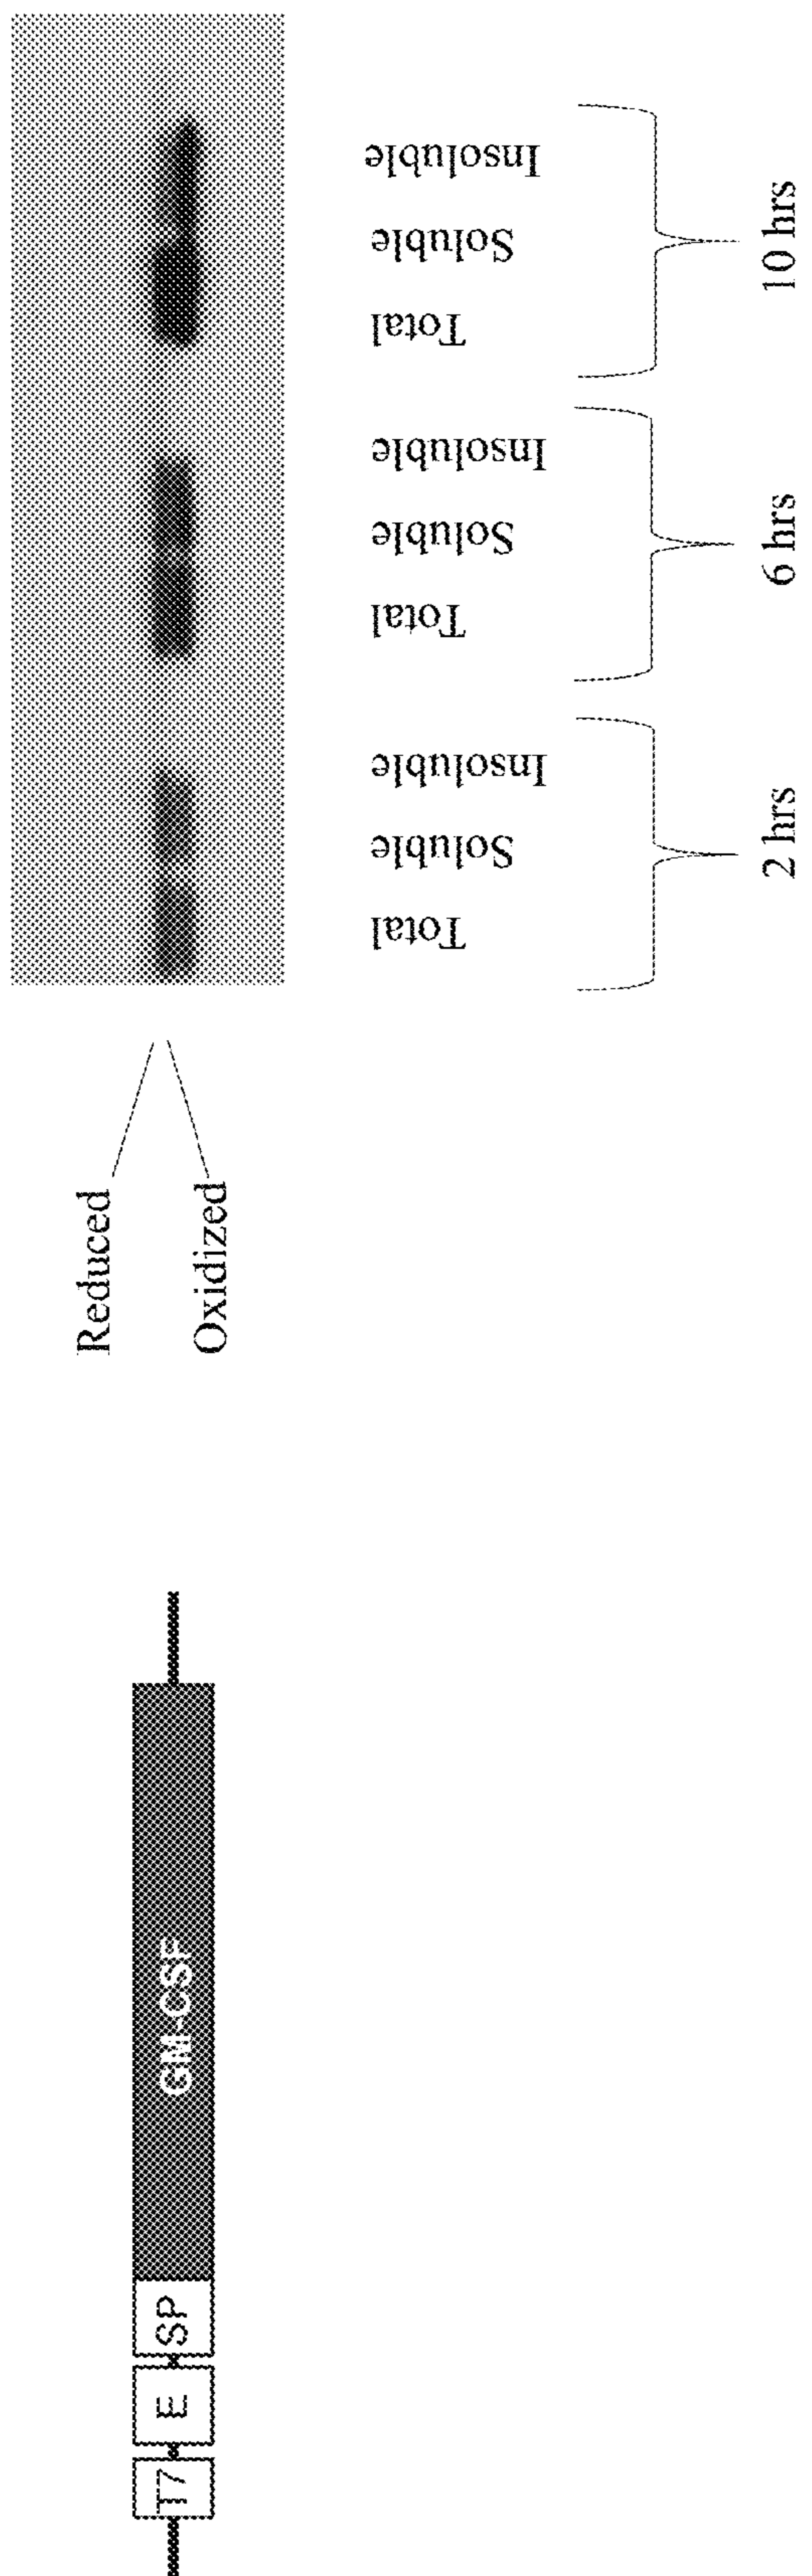 T7 E SP GM-CSF
Reduced
Oxidized
Total Soluble Insoluble Total Soluble Insoluble Total Soluble Insoluble
2 hrs 6 hrs 10 hrs